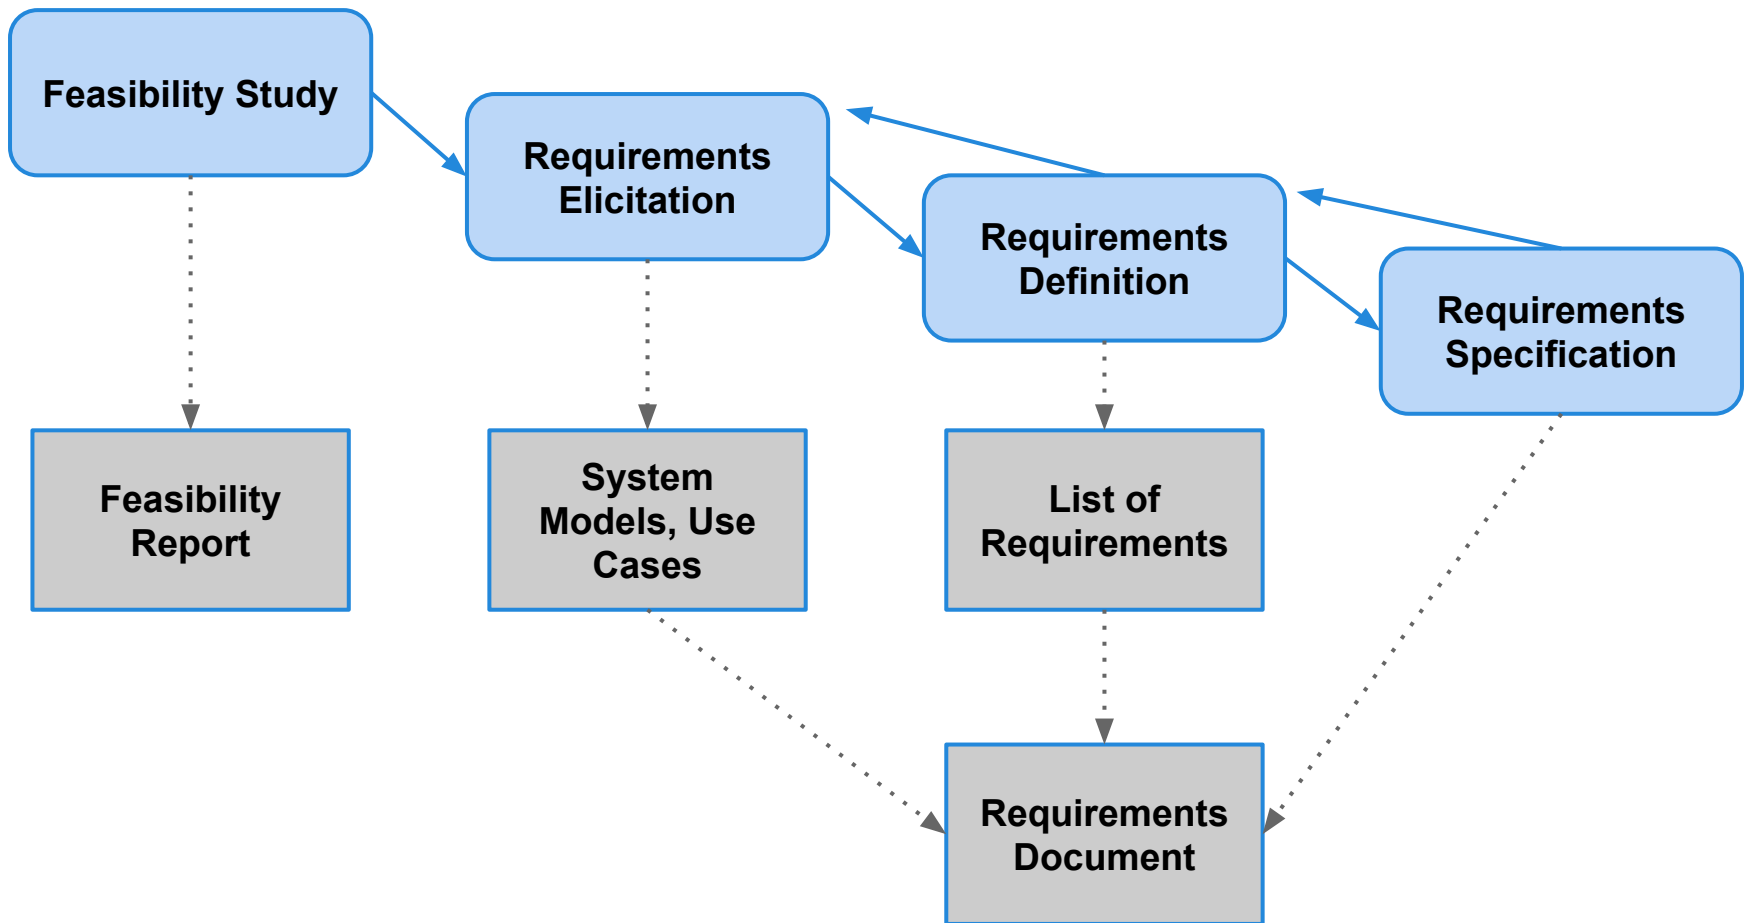 Feasibility Study
Requirements
Elicitation
Requirements
Definition
Requirements
Specification
Feasibility
Report
System
Models, Use
Cases
List of
Requirements
Requirements
Document